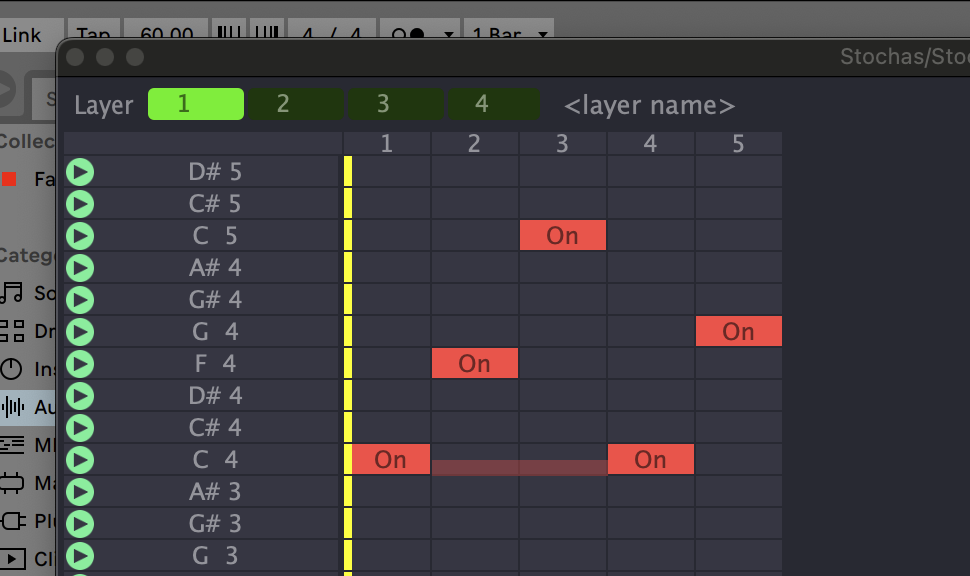 Link Tap 60.00 4 / 4 1 Bar
Stochas/Stoc
Layer 1 2 3 4 <layer name>
1 2 3 4 5
D# 5
C# 5
C 5 On
A# 4
G# 4
G 4 On
F 4 On
D# 4
C# 4
C 4 On On
A# 3
G# 3
G 3
S
Collec
Fa
Categ
So
Dr
Ins
Au
MI
Ma
Plu
Cli